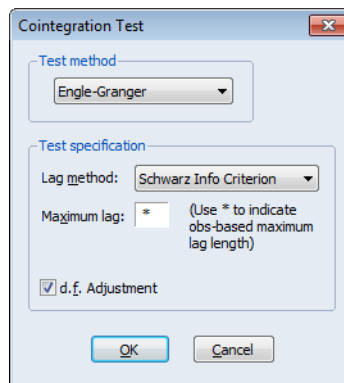 Cointegration Test
Test method
Engle-Granger
Test specification
Lag method: Schwarz Info Criterion
Maximum lag: * (Use * to indicate
obs-based maximum
lag length)
d.f. Adjustment
OK Cancel